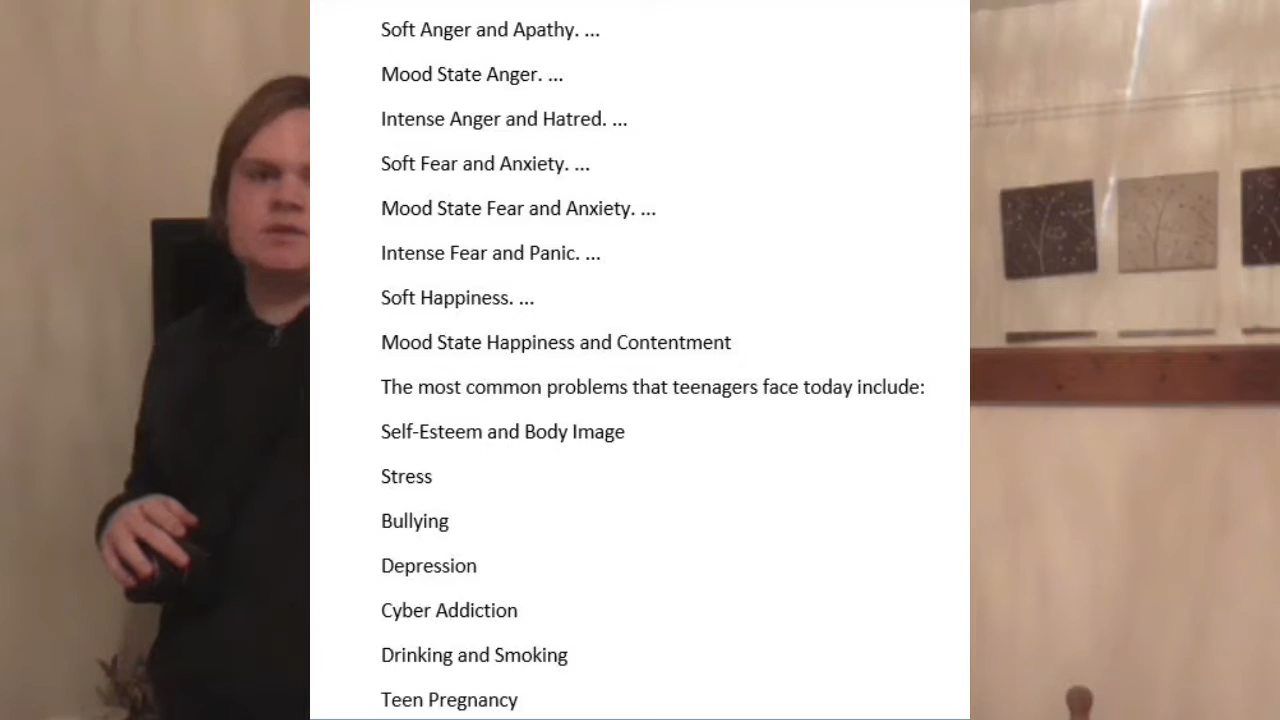 Soft Anger and Apathy. ...
Mood State Anger. ...
Intense Anger and Hatred. ...
Soft Fear and Anxiety. ...
Mood State Fear and Anxiety. ...
Intense Fear and Panic. ...
Soft Happiness. ...
Mood State Happiness and Contentment
The most common problems that teenagers face today include:
Self-Esteem and Body Image
Stress
Bullying
Depression
Cyber Addiction
Drinking and Smoking
Teen Pregnancy